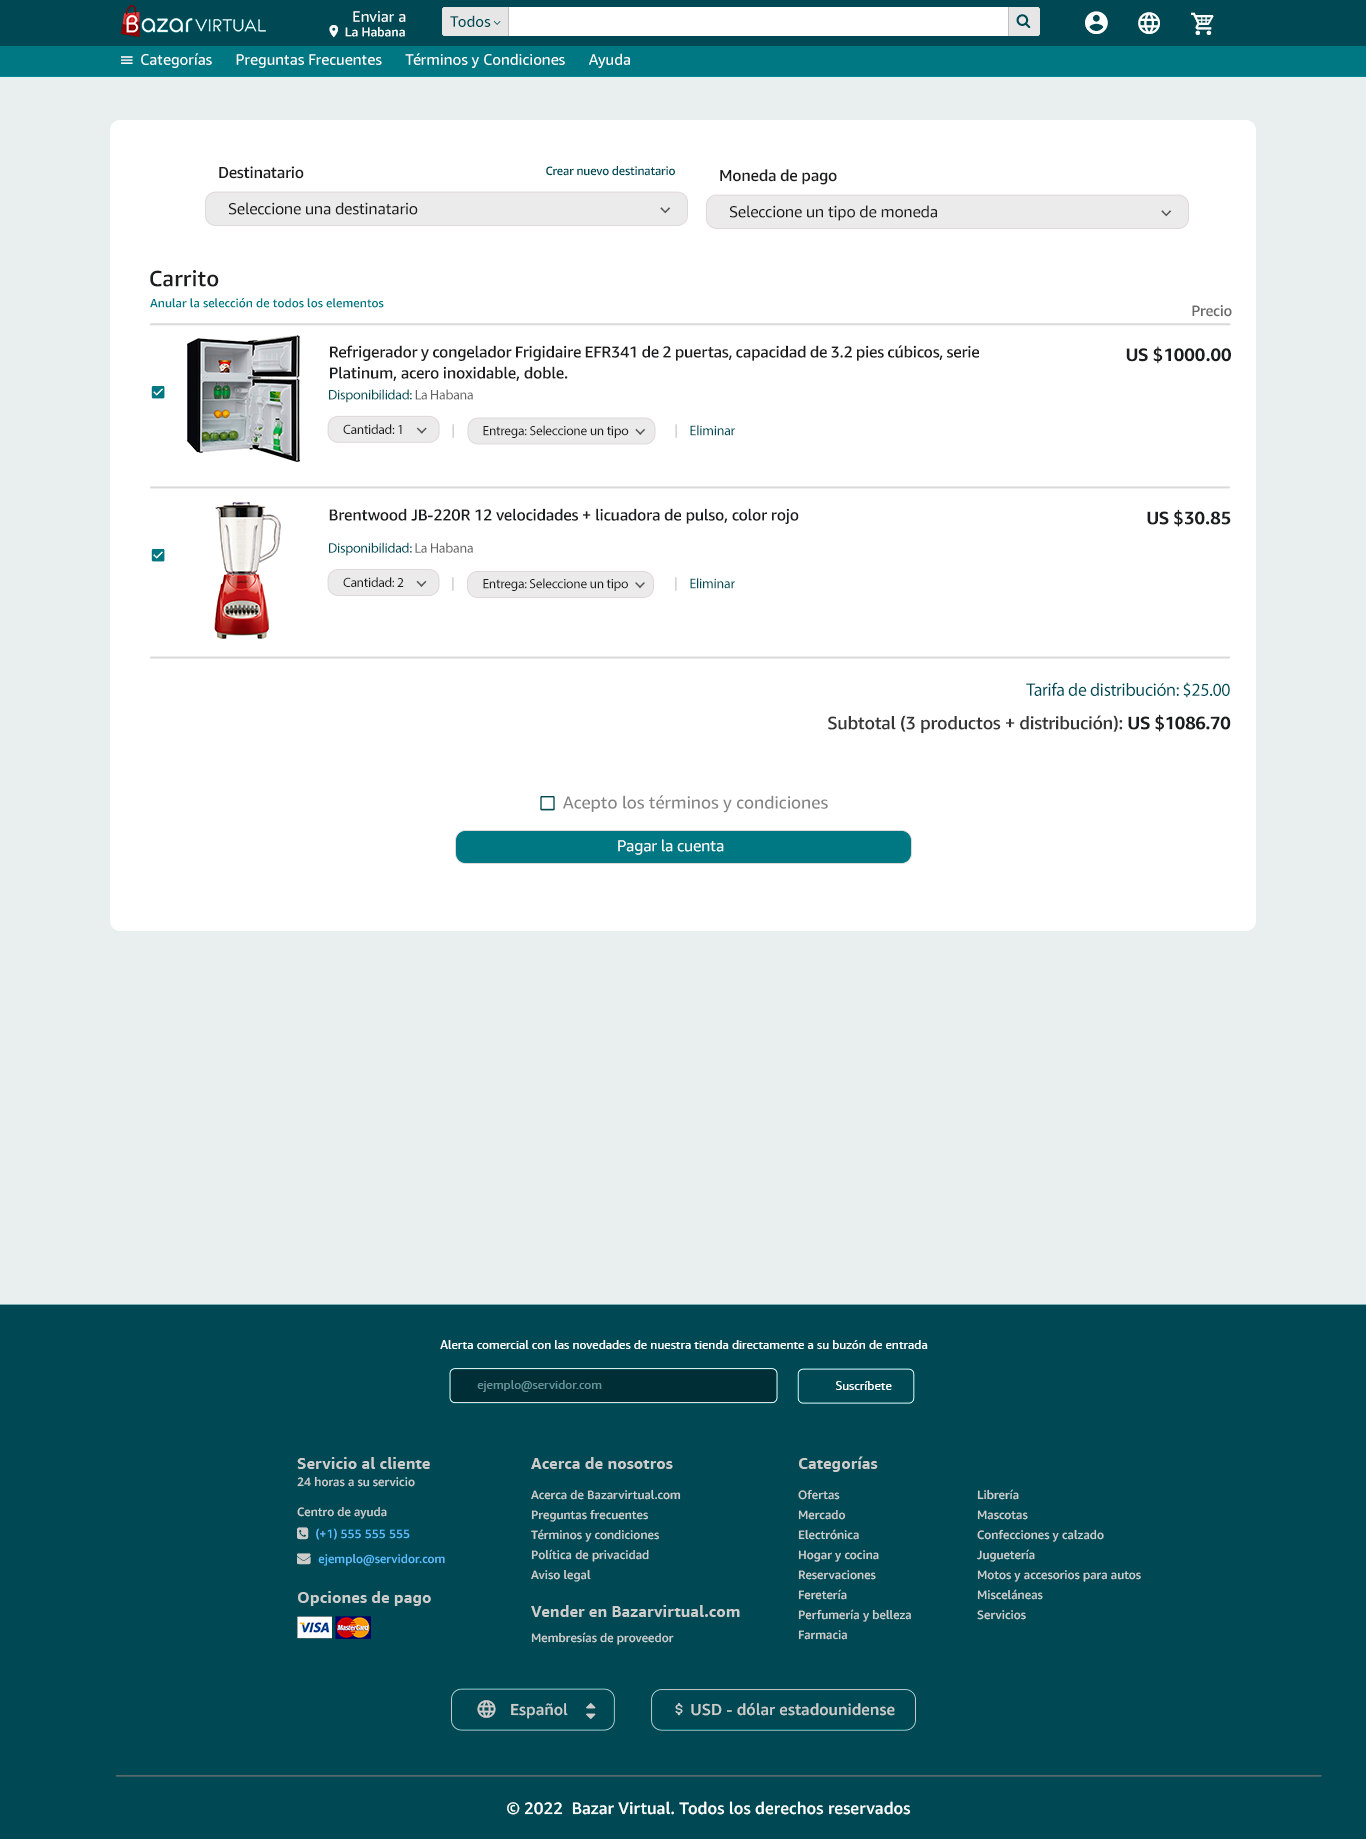 Bazar VIRTUAL
Enviar a
La Habana
Todos
Categorías Preguntas Frecuentes Términos y Condiciones Ayuda
Destinatario
Crear nuevo destinatario
Seleccione una destinatario
Moneda de pago
Seleccione un tipo de moneda
Carrito
Anular la selección de todos los elementos
Precio
Refrigerador y congelador Frigidaire EFR341 de 2 puertas, capacidad de 3.2 pies cúbicos, serie
Platinum, acero inoxidable, doble.
US $1000.00
Disponibilidad: La Habana
Cantidad: 1 | Entrega: Seleccione un tipo | Eliminar
Brentwood JB-220R 12 velocidades + licuadora de pulso, color rojo
US $30.85
Disponibilidad: La Habana
Cantidad: 2 | Entrega: Seleccione un tipo | Eliminar
Tarifa de distribución: $25.00
Subtotal (3 productos + distribución): US $1086.70
Acepto los términos y condiciones
Pagar la cuenta
Alerta comercial con las novedades de nuestra tienda directamente a su buzón de entrada
ejemplo@servidor.com
Suscríbete
Servicio al cliente
24 horas a su servicio
Centro de ayuda
(+1) 555 555 555
ejemplo@servidor.com
Opciones de pago
VISA MasterCard
Acerca de nosotros
Acerca de Bazarvirtual.com
Preguntas frecuentes
Términos y condiciones
Política de privacidad
Aviso legal
Vender en Bazarvirtual.com
Membresías de proveedor
Categorías
Ofertas
Mercado
Electrónica
Hogar y cocina
Reservaciones
Feretería
Perfumería y belleza
Farmacia
Librería
Mascotas
Confecciones y calzado
Juguetería
Motos y accesorios para autos
Misceláneas
Servicios
Español
$ USD - dólar estadounidense
© 2022 Bazar Virtual. Todos los derechos reservados